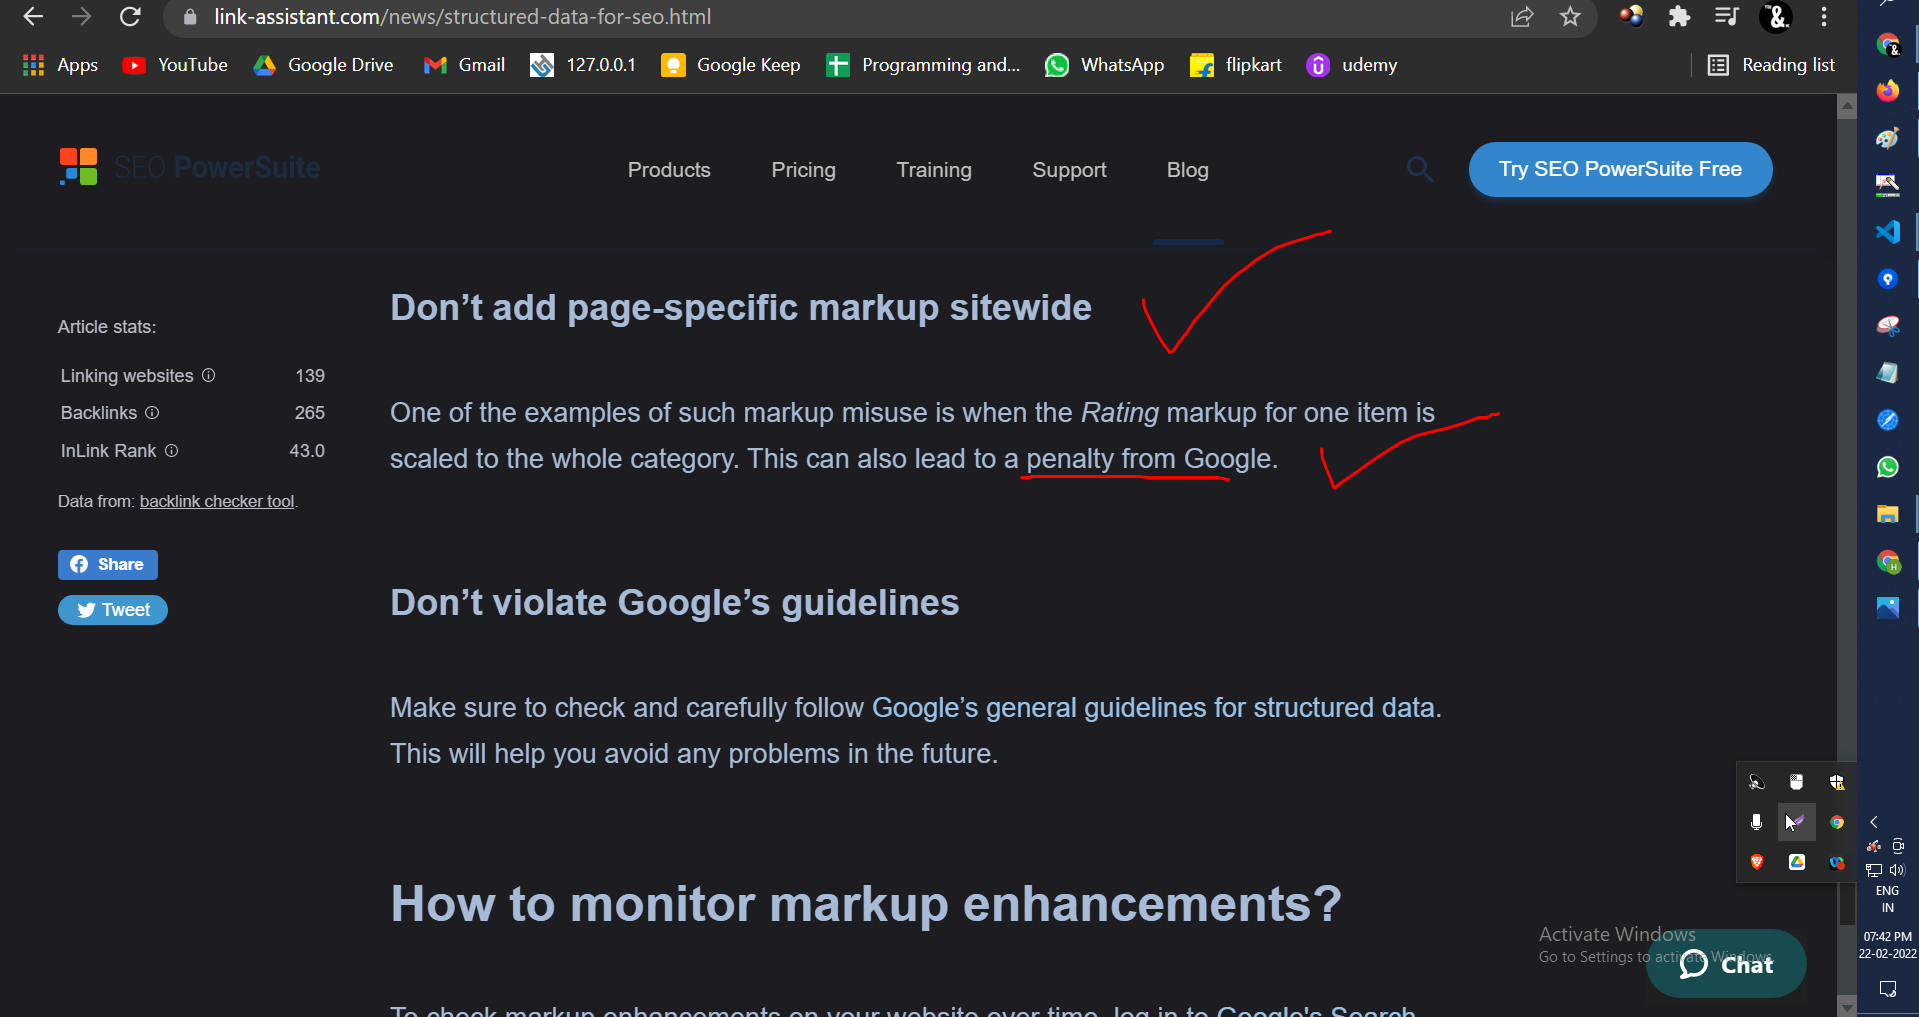 link-assistant.com/news/structured-data-for-seo.html
Apps YouTube Google Drive Gmail 127.0.0.1 Google Keep Programming and... WhatsApp flipkart udemy Reading list
SEO PowerSuite Products Pricing Training Support Blog Try SEO PowerSuite Free
Don’t add page-specific markup sitewide
Article stats:
Linking websites 139
Backlinks 265
InLink Rank 43.0
Data from: backlink checker tool.
Share
Tweet
One of the examples of such markup misuse is when the Rating markup for one item is
scaled to the whole category. This can also lead to a penalty from Google.
Don’t violate Google’s guidelines
Make sure to check and carefully follow Google’s general guidelines for structured data.
This will help you avoid any problems in the future.
How to monitor markup enhancements?
To check markup enhancements on your website over time, log in to Google's Search
Activate Windows
Go to Settings to activate Windows.
Chat
ENG
IN
07:42 PM
22-02-2022